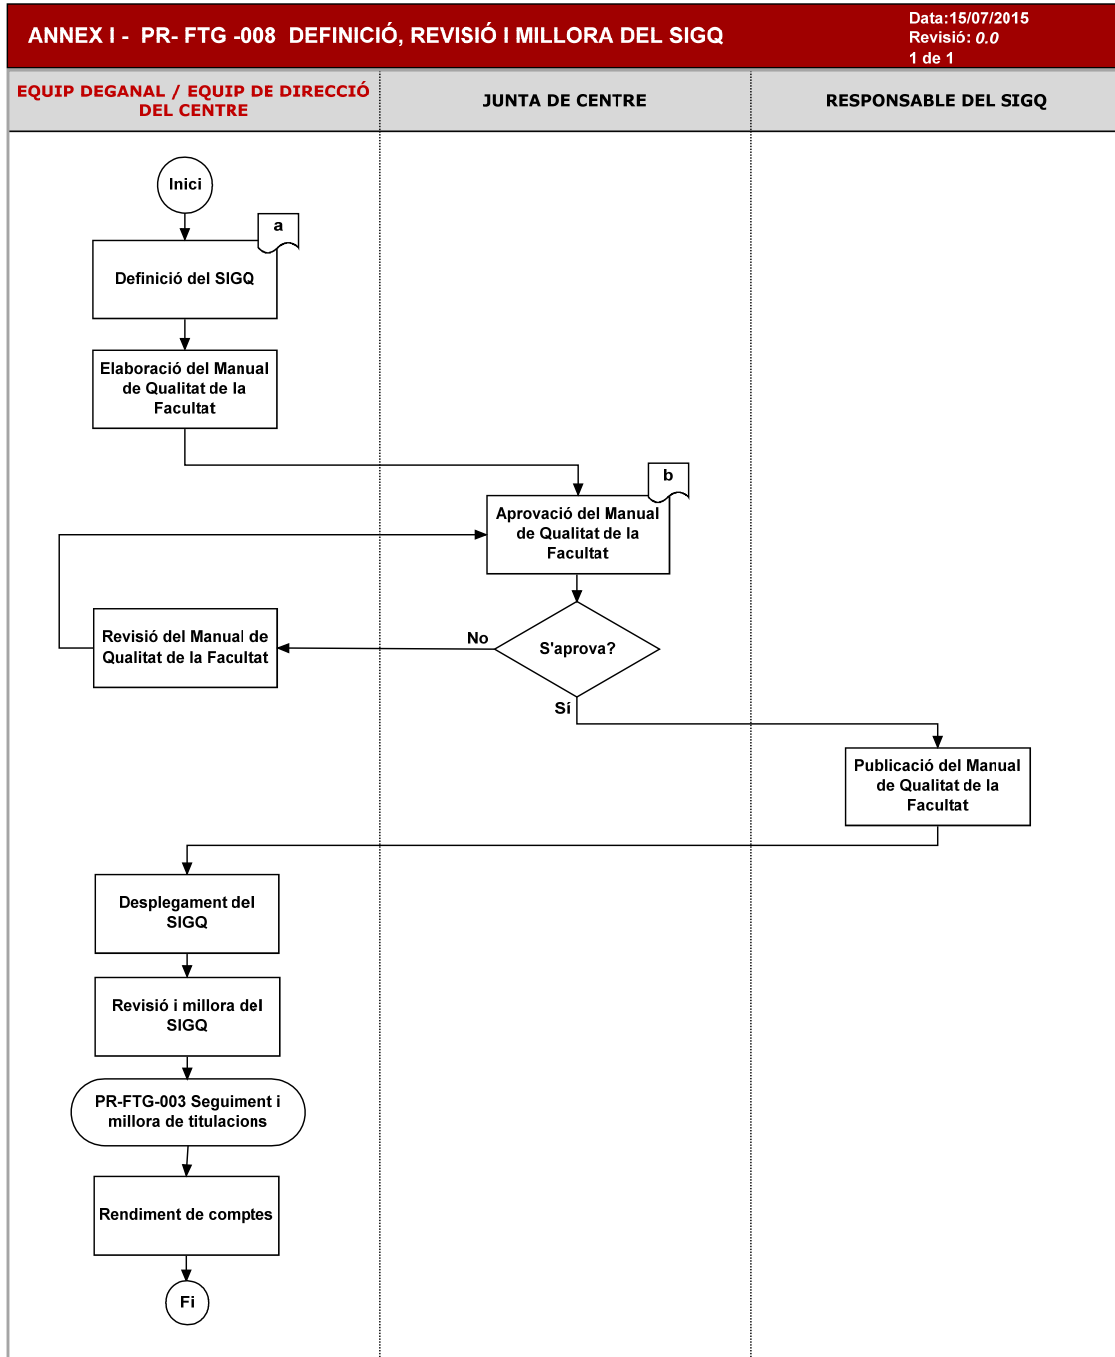 ANNEX I - PR- FTG -008 DEFINICIÓ, REVISIÓ I MILLORA DEL SIGQ
Data:15/07/2015
Revisió: 0.0
1 de 1
EQUIP DEGANAL / EQUIP DE DIRECCIÓ
DEL CENTRE
JUNTA DE CENTRE
RESPONSABLE DEL SIGQ
Inici
a
Definició del SIGQ
Elaboració del Manual
de Qualitat de la
Facultat
b
Aprovació del Manual
de Qualitat de la
Facultat
Revisió del Manual de
Qualitat de la Facultat
No
S'aprova?
Sí
Publicació del Manual
de Qualitat de la
Facultat
Desplegament del
SIGQ
Revisió i millora del
SIGQ
PR-FTG-003 Seguiment i
millora de titulacions
Rendiment de comptes
Fi